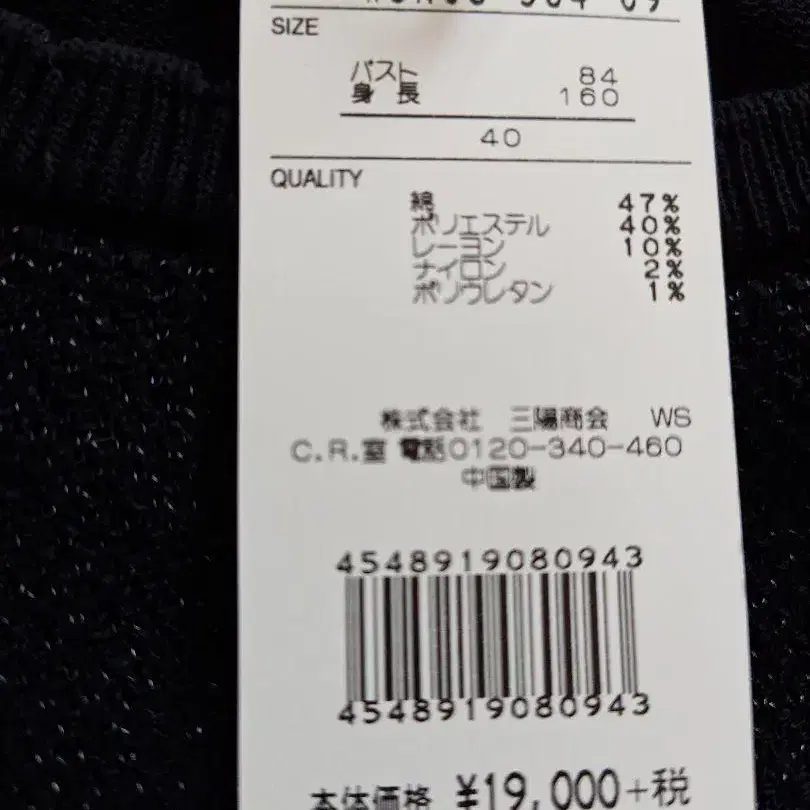 SIZE
バスト 84
身長 160
40
QUALITY
綿 47%
ポリエステル 40%
レーヨン 10%
ナイロン 2%
ポリウレタン 1%
株式会社 三陽商会 WS
C.R.室 電話0120-340-460
中国製
4548919080943
4548919080943
本体価格 ¥19,000+税